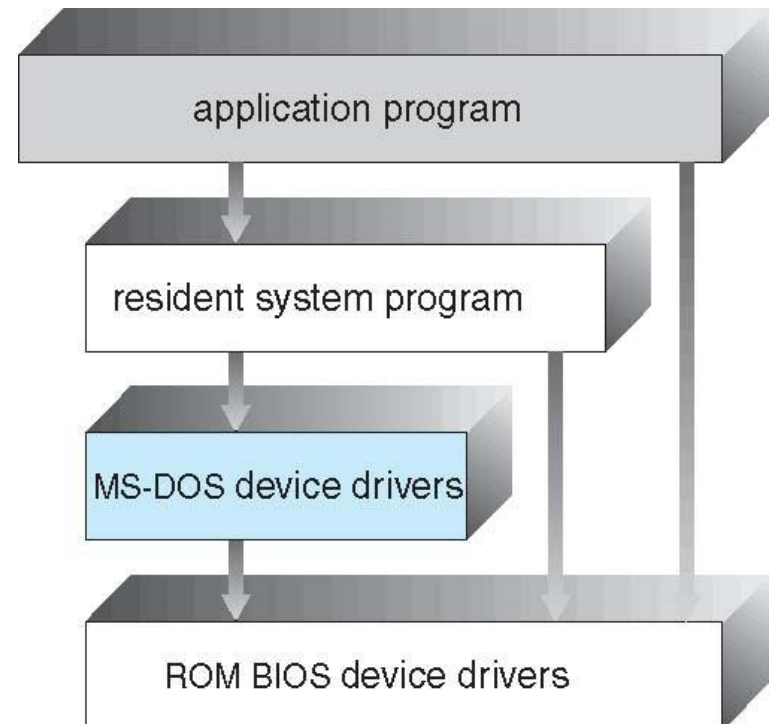 application program
resident system program
MS-DOS device drivers
ROM BIOS device drivers